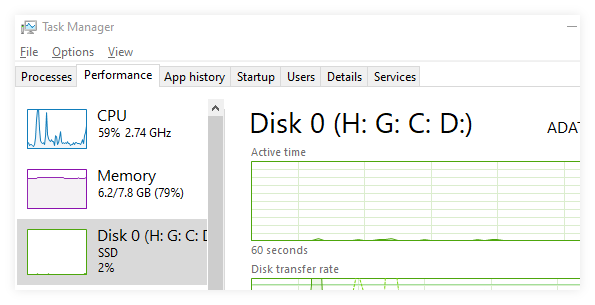 Task Manager
File Options View
Processes Performance App history Startup Users Details Services
CPU
59% 2.74 GHz
Memory
6.2/7.8 GB (79%)
Disk 0 (H: G: C:
SSD
2%
Disk 0 (H: G: C: D:)
ADAT
Active time
60 seconds
Disk transfer rate